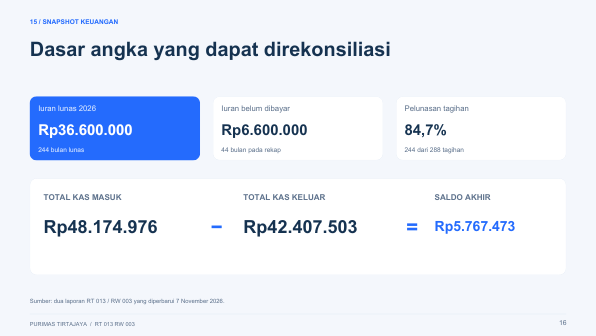 15 / SNAPSHOT KEUANGAN
Dasar angka yang dapat direkonsiliasi
Iuran lunas 2026
Rp36.600.000
244 bulan lunas
Iuran belum dibayar
Rp6.600.000
44 bulan pada rekap
Pelunasan tagihan
84,7%
244 dari 288 tagihan
TOTAL KAS MASUK
Rp48.174.976
–
TOTAL KAS KELUAR
Rp42.407.503
=
SALDO AKHIR
Rp5.767.473
Sumber: dua laporan RT 013 / RW 003 yang diperbarui 7 November 2026.
PURIMAS TIRTAJAYA / RT 013 RW 003
16